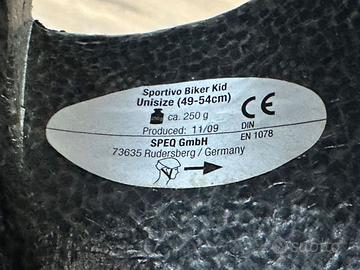 Sportivo Biker Kid
Unisize (49-54cm)
ca. 250 g
CE
Produced: 11/09
DIN
EN 1078
SPEQ GmbH
73635 Rudersberg / Germany
subito